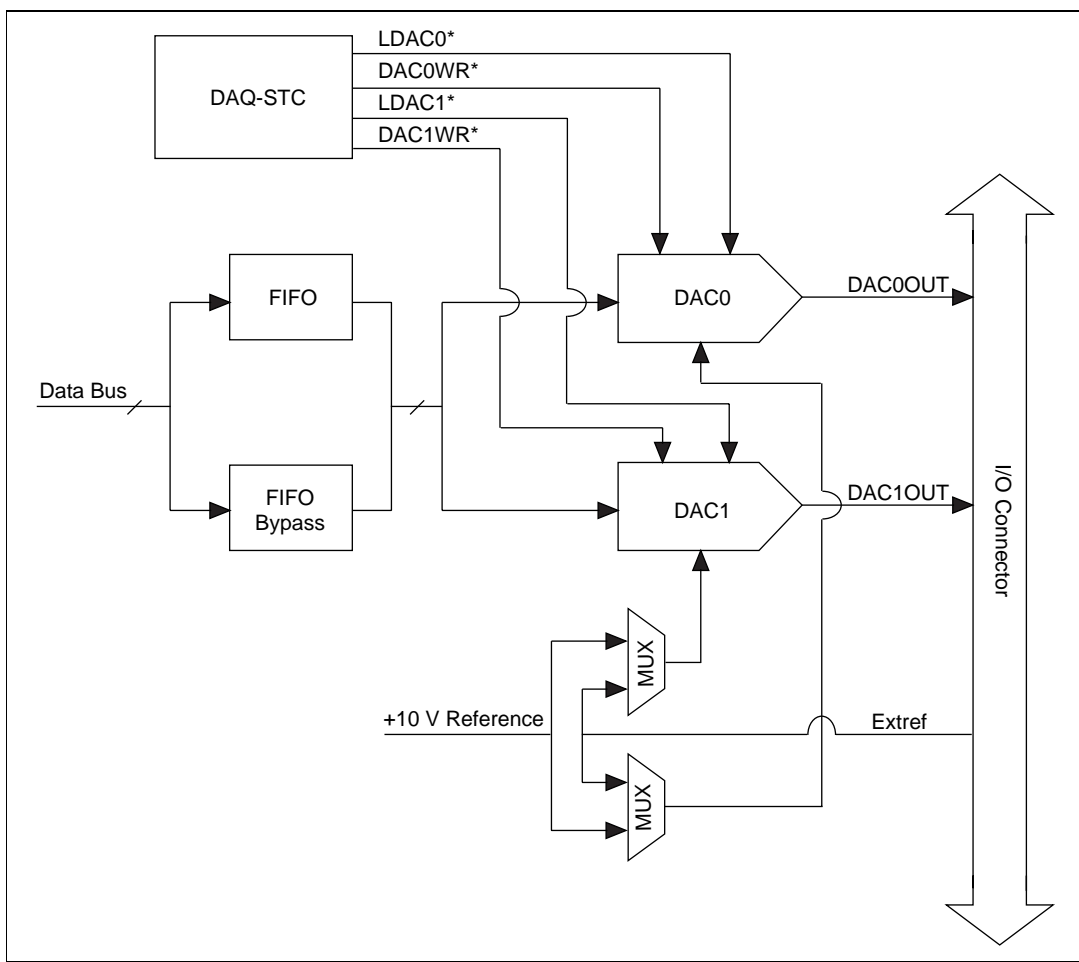 LDAC0*
DAC0WR*
DAQ-STC
LDAC1*
DAC1WR*
FIFO
DAC0
DAC0OUT
Data Bus
FIFO
Bypass
DAC1
DAC1OUT
I/O Connector
MUX
+10 V Reference
Extref
MUX